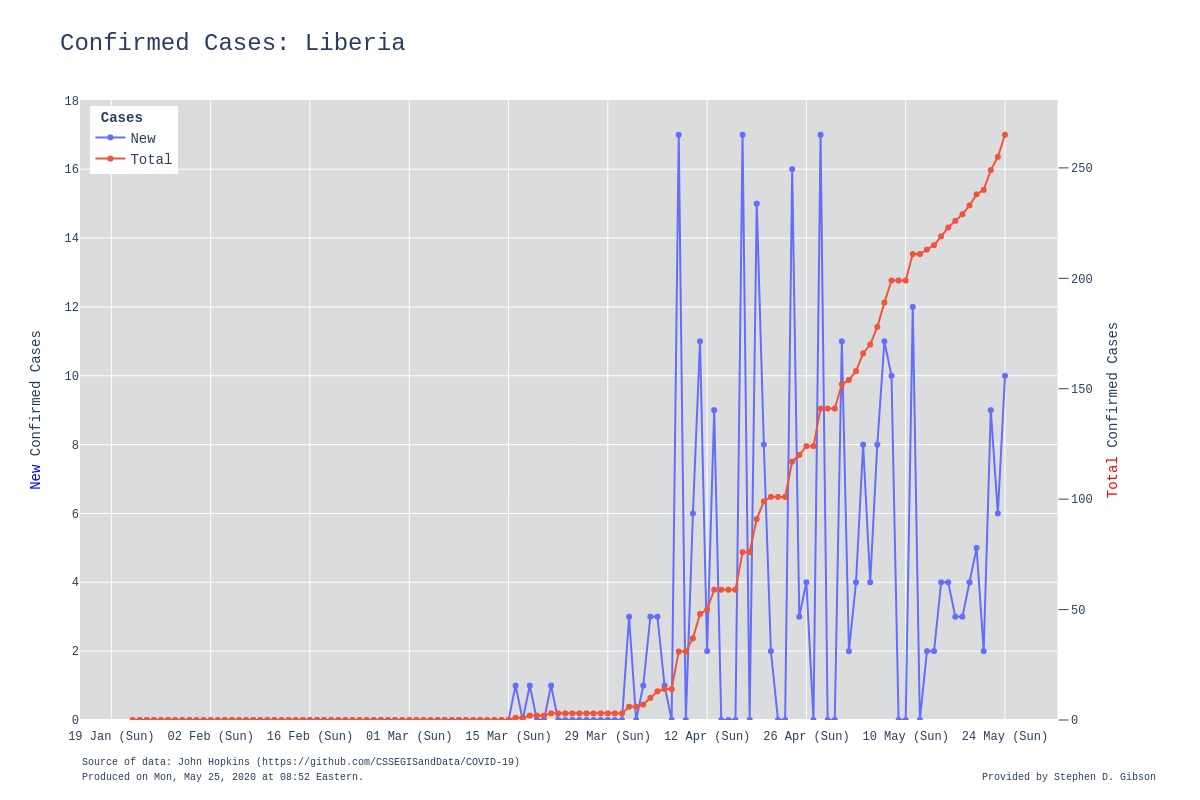 Confirmed Cases: Liberia
Cases
New
Total
18
16
14
12
10
8
6
4
2
0
250
200
150
100
50
0
New Confirmed Cases
Total Confirmed Cases
19 Jan (Sun) 02 Feb (Sun) 16 Feb (Sun) 01 Mar (Sun) 15 Mar (Sun) 29 Mar (Sun) 12 Apr (Sun) 26 Apr (Sun) 10 May (Sun) 24 May (Sun)
Source of data: John Hopkins (https://github.com/CSSEGISandData/COVID-19)
Produced on Mon, May 25, 2020 at 08:52 Eastern.
Provided by Stephen D. Gibson